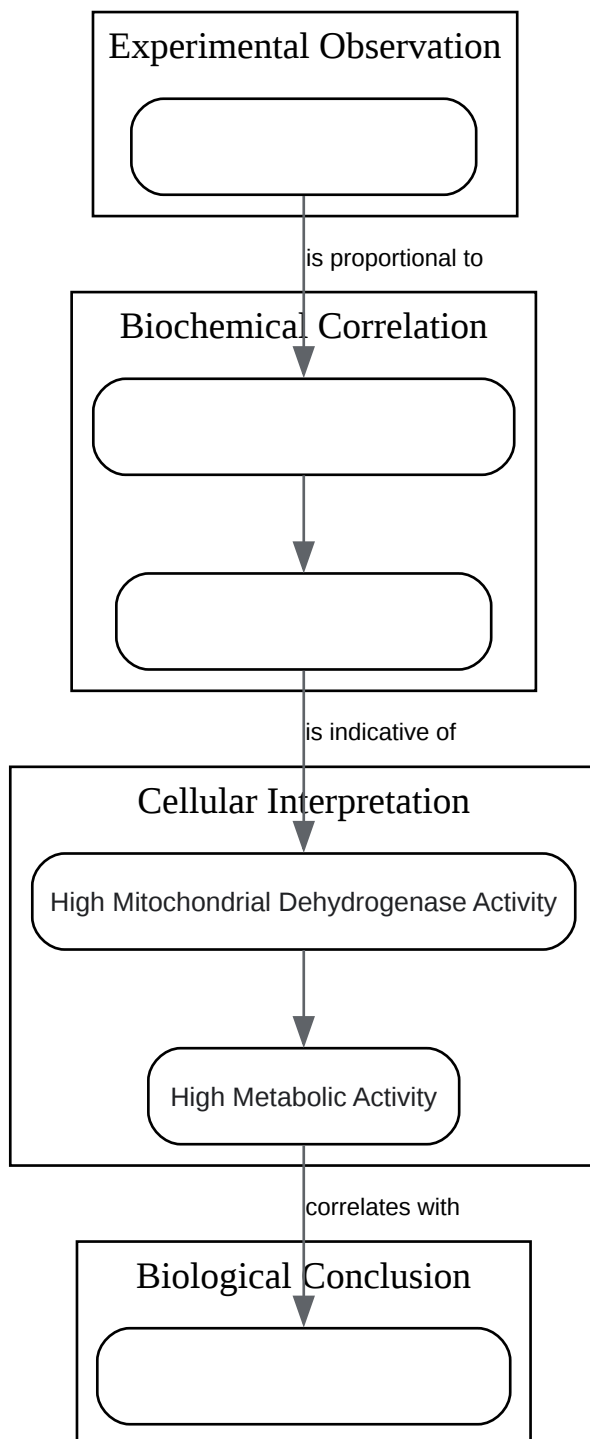 Experimental Observation
is proportional to
Biochemical Correlation
is indicative of
Cellular Interpretation
High Mitochondrial Dehydrogenase Activity
High Metabolic Activity
correlates with
Biological Conclusion